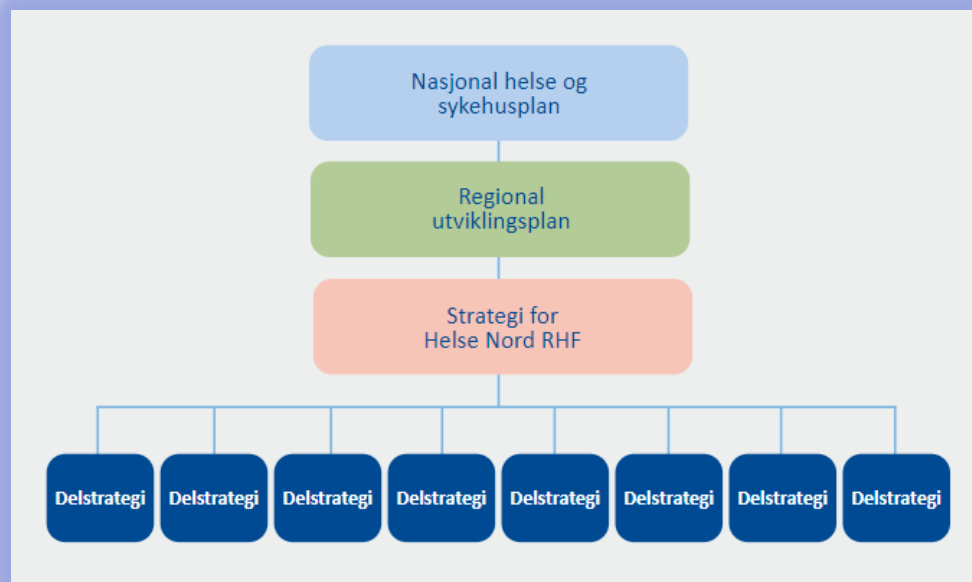 Nasjonal helse og
sykehusplan
Regional
utviklingsplan
Strategi for
Helse Nord RHF
Delstrategi Delstrategi Delstrategi Delstrategi Delstrategi Delstrategi Delstrategi Delstrategi